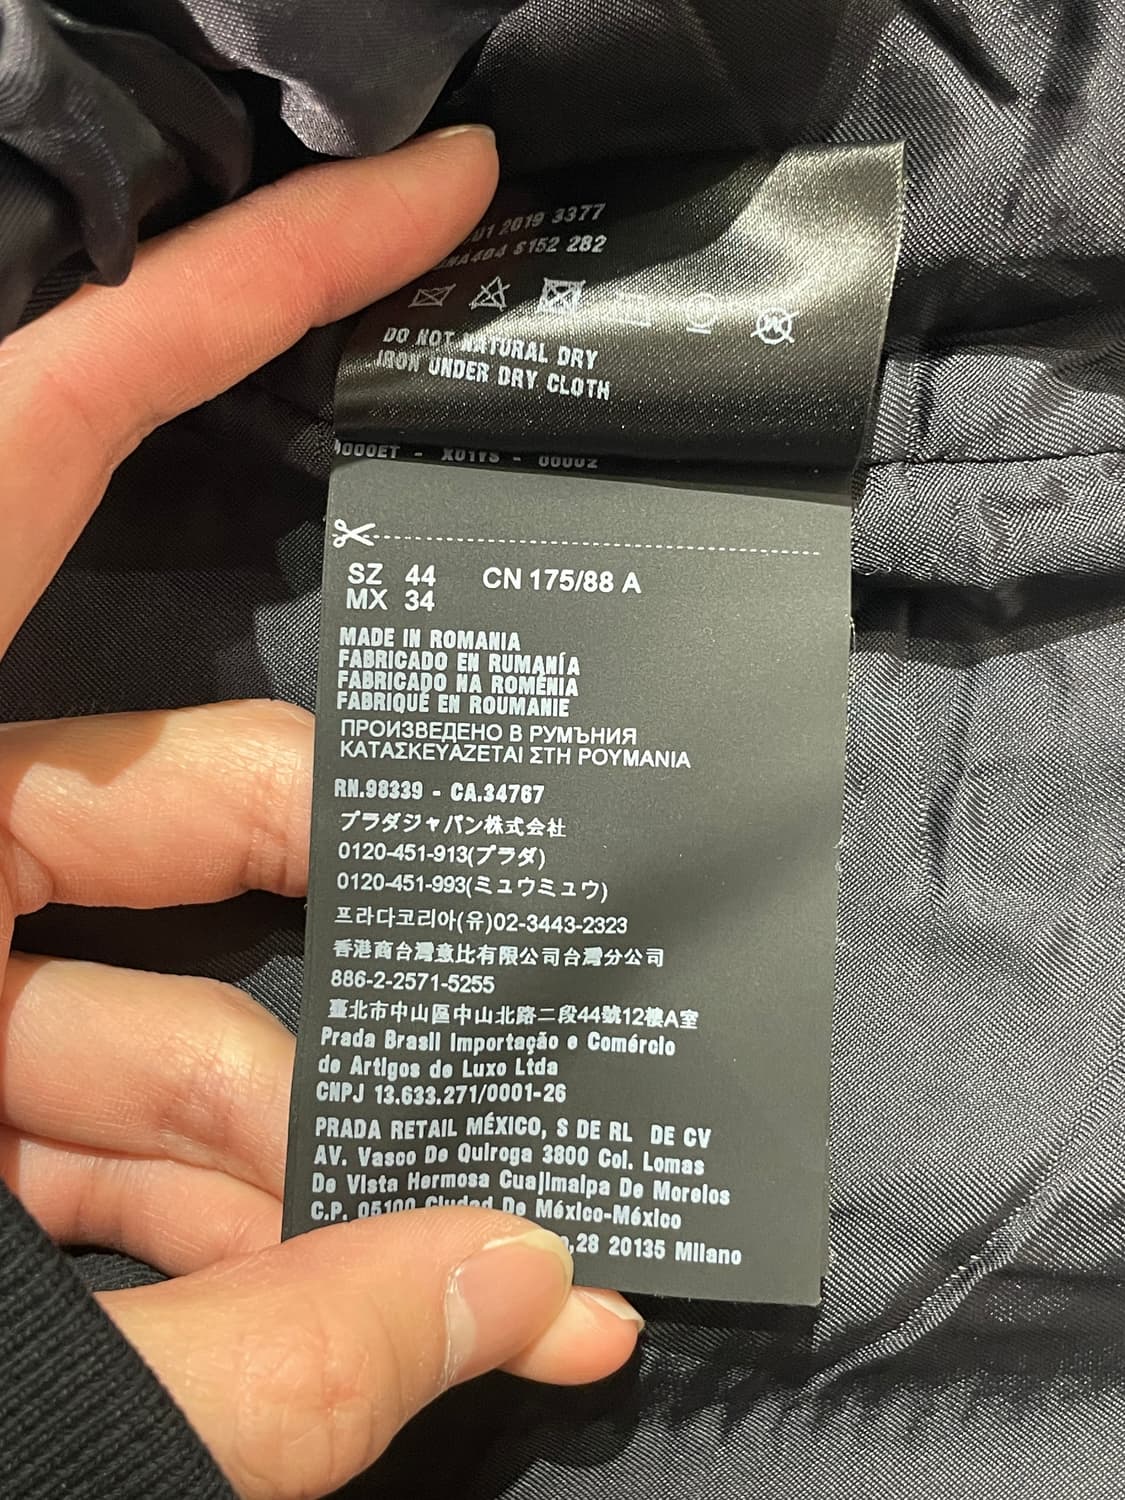 2019 3377
S152 282
DO NOT NATURAL DRY
IRON UNDER DRY CLOTH
SZ 44 CN 175/88 A
MX 34
MADE IN ROMANIA
FABRICADO EN RUMANÍA
FABRICADO NA ROMÉNIA
FABRIQUÉ EN ROUMANIE
ПРОИЗВЕДЕНО В РУМЪНИЯ
ΚΑΤΑΣΚΕΥΑΖΕΤΑΙ ΣΤΗ ΡΟΥΜΑΝΙΑ
RN.98339 - CA.34767
プラダジャパン株式会社
0120-451-913(プラダ)
0120-451-993(ミュウミュウ)
프라다코리아(유)02-3443-2323
香港商台灣意比有限公司台灣分公司
886-2-2571-5255
臺北市中山區中山北路二段44號12樓A室
Prada Brasil Importação e Comércio
de Artigos de Luxo Ltda
CNPJ 13.633.271/0001-26
PRADA RETAIL MÉXICO, S DE RL DE CV
AV. Vasco De Quiroga 3800 Col. Lomas
De Vista Hermosa Cuajimalpa De Morelos
C.P. 05100 Ciudad De México-México
,28 20135 Milano